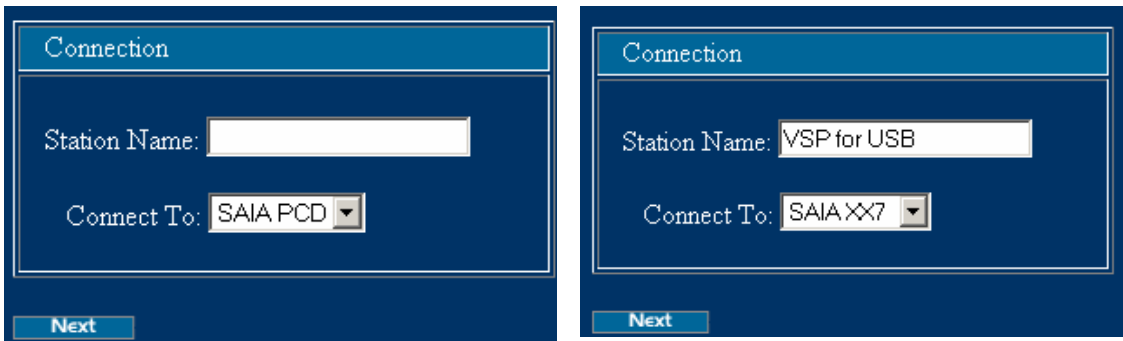 Connection
Station Name:
Connect To: SAIA PCD
Next
Connection
Station Name: VSP for USB
Connect To: SAIA XX7
Next